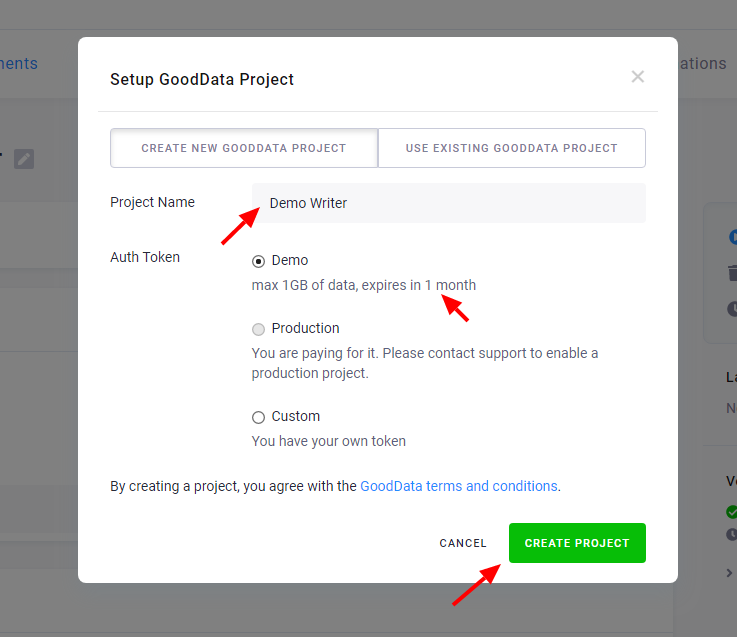 nents
ations
Setup GoodData Project
CREATE NEW GOODDATA PROJECT
USE EXISTING GOODDATA PROJECT
Project Name
Demo Writer
Auth Token
Demo
max 1GB of data, expires in 1 month
Production
You are paying for it. Please contact support to enable a
production project.
Custom
You have your own token
By creating a project, you agree with the GoodData terms and conditions.
CANCEL
CREATE PROJECT